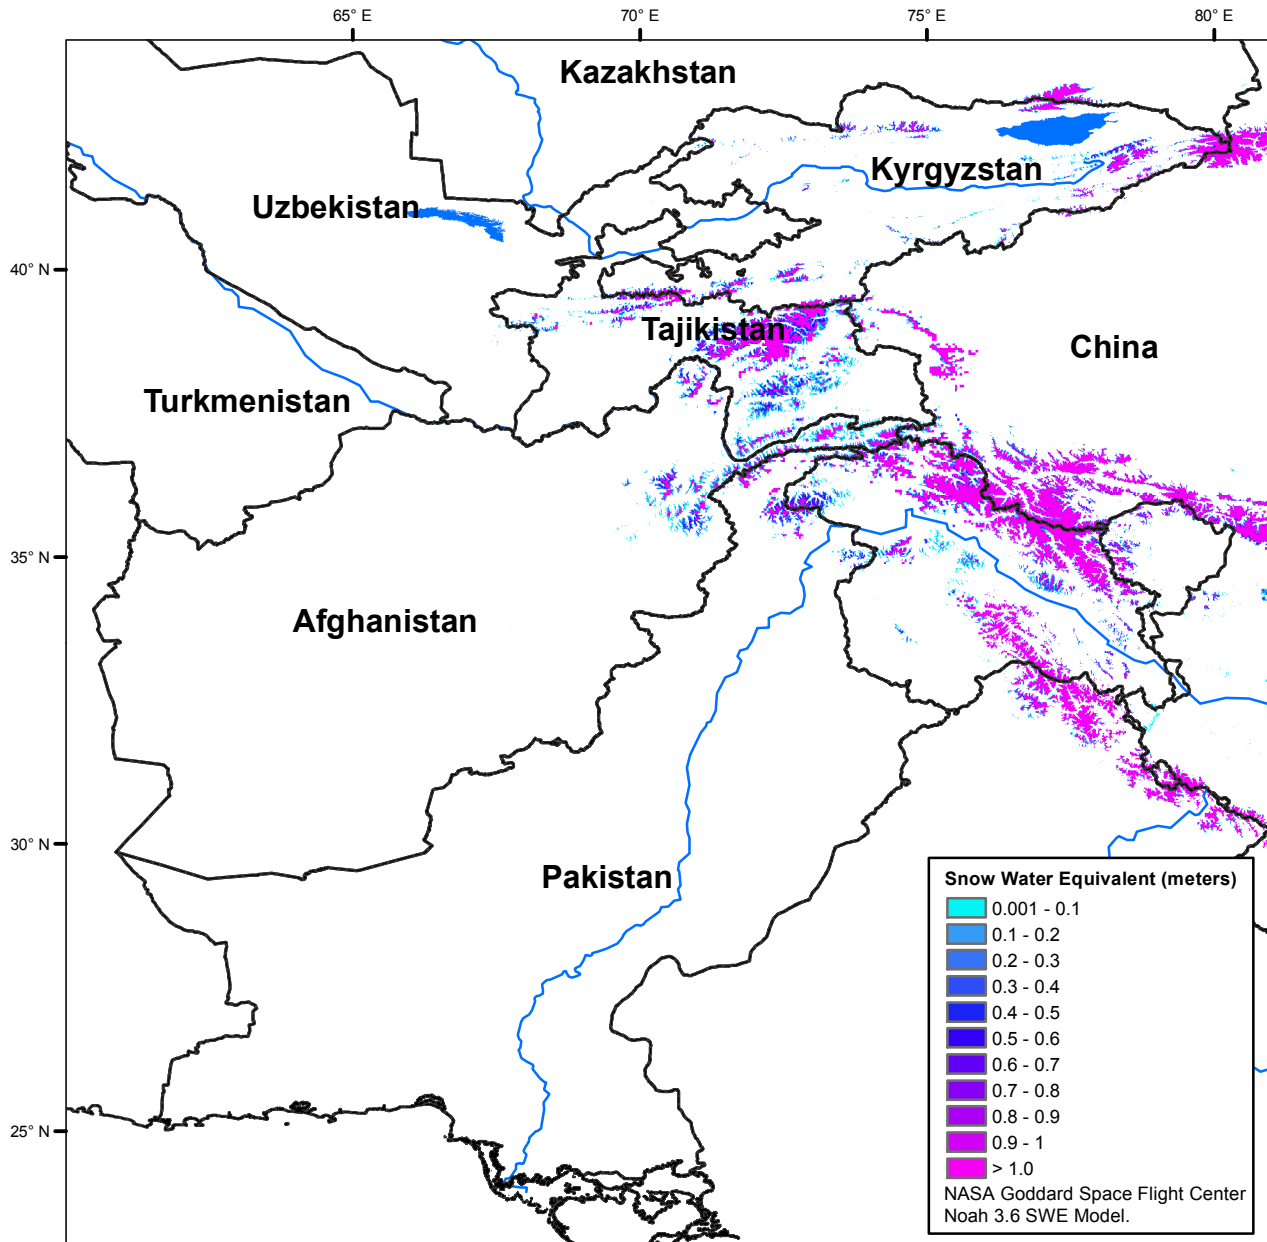 65° E
70° E
75° E
80° E
Kazakhstan
Kyrgyzstan
Uzbekistan
40° N
Tajikistan
China
Turkmenistan
35° N
Afghanistan
30° N
Pakistan
25° N
Snow Water Equivalent (meters)
0.001 - 0.1
0.1 - 0.2
0.2 - 0.3
0.3 - 0.4
0.4 - 0.5
0.5 - 0.6
0.6 - 0.7
0.7 - 0.8
0.8 - 0.9
0.9 - 1
> 1.0
NASA Goddard Space Flight Center
Noah 3.6 SWE Model.